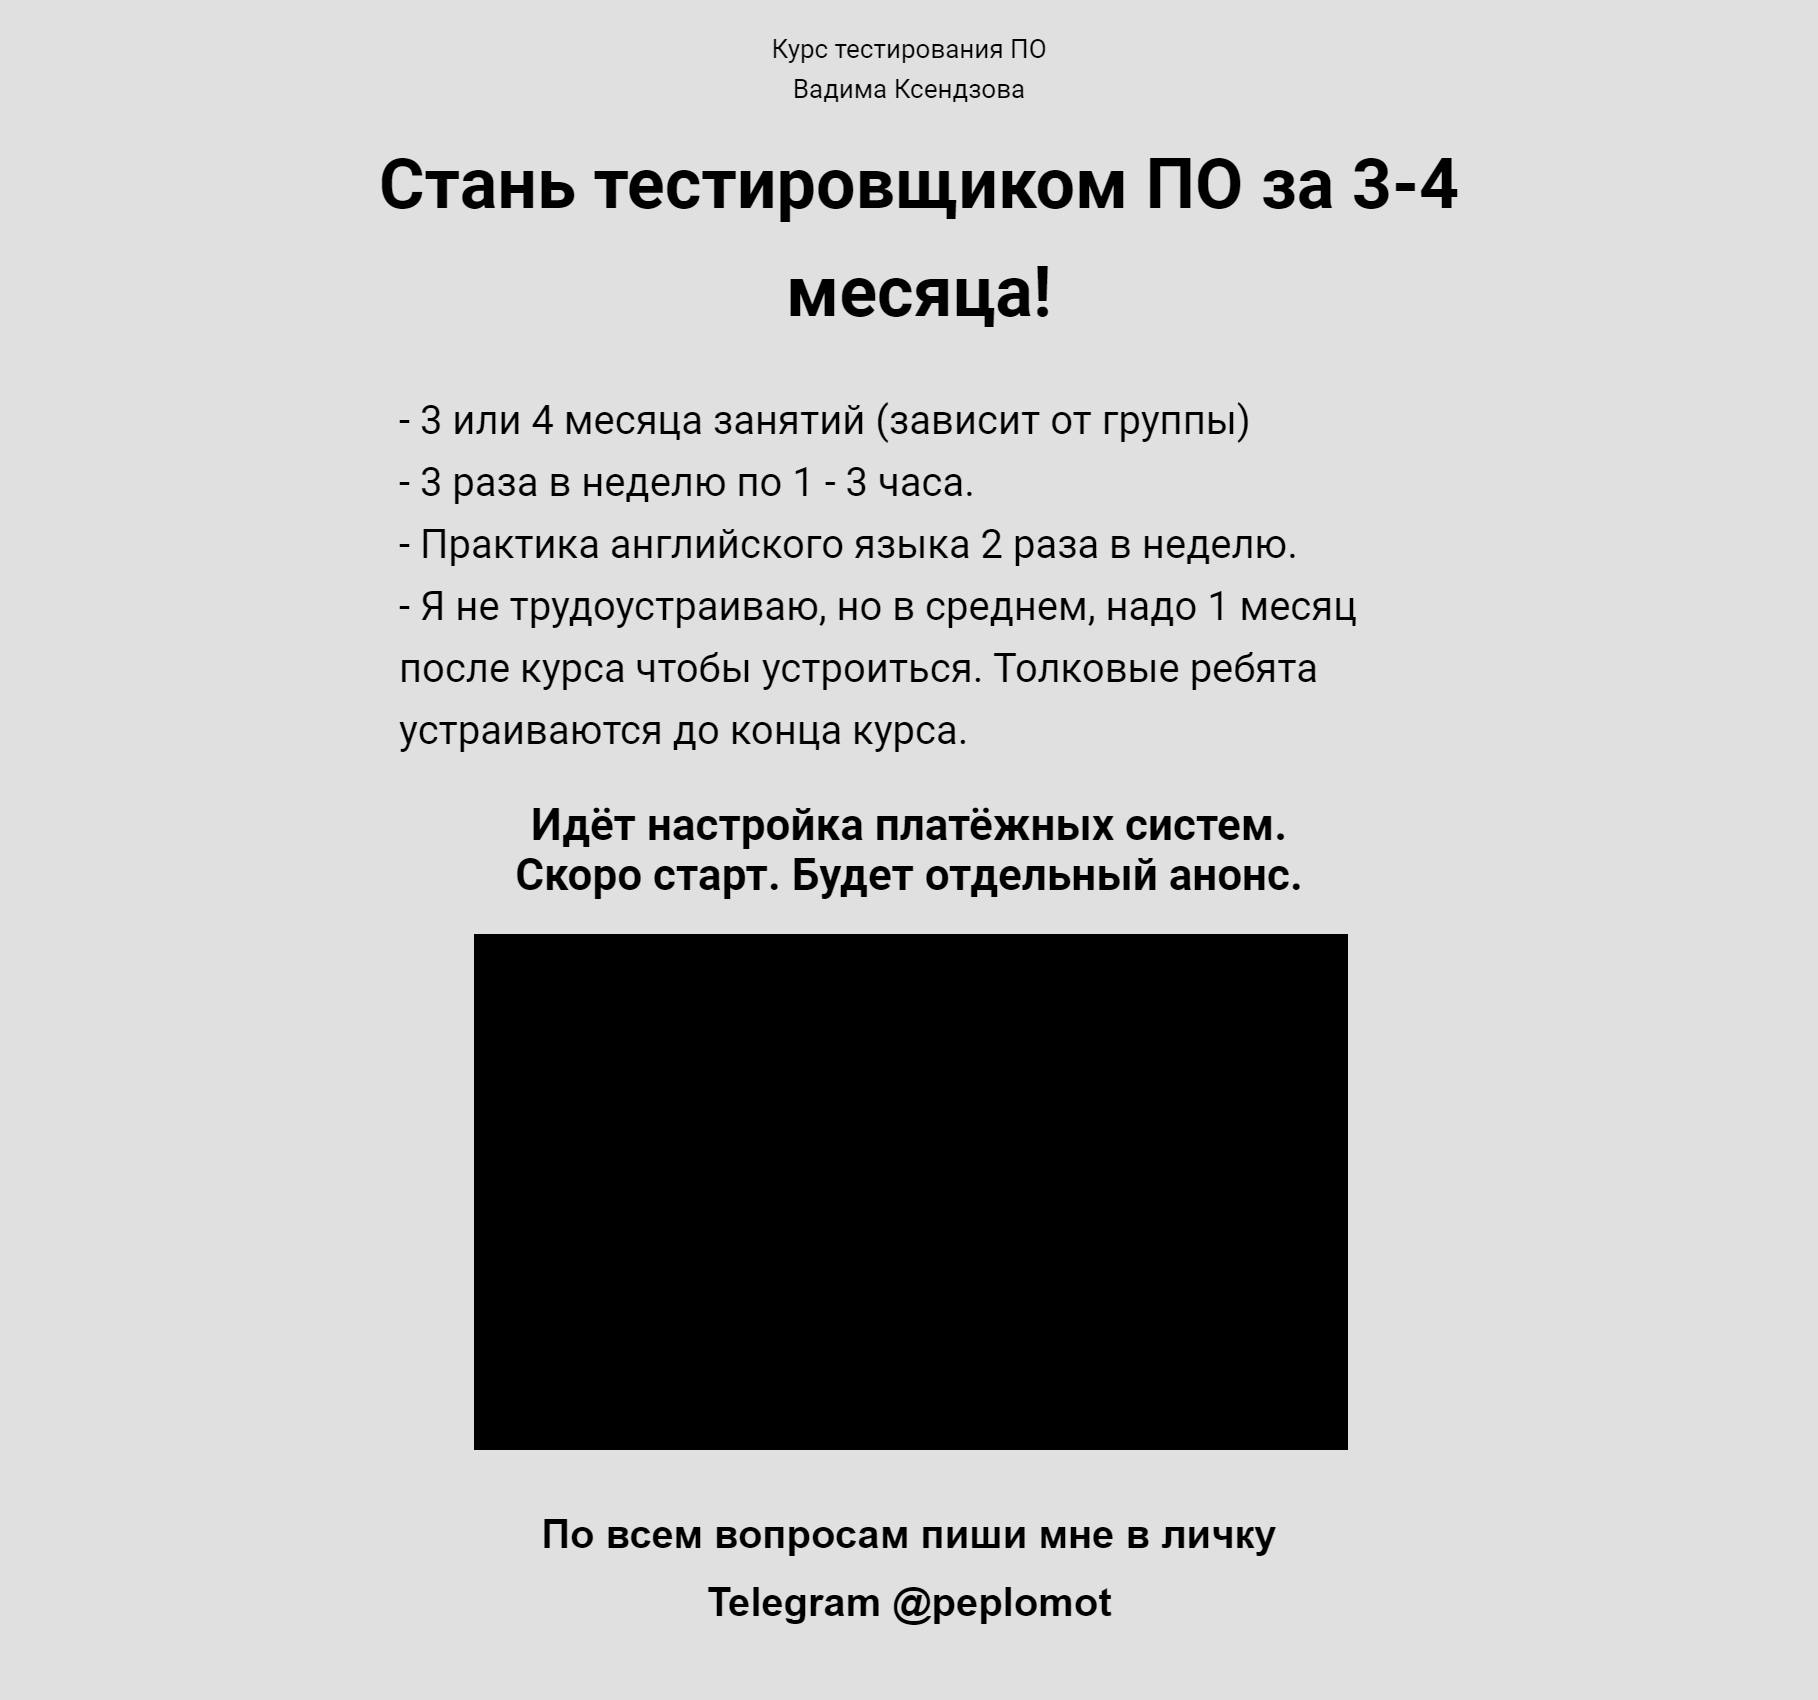 Курс тестирования ПО
Вадима Ксендзова
Стань тестировщиком ПО за 3-4
месяца!
- 3 или 4 месяца занятий (зависит от группы)
- 3 раза в неделю по 1 - 3 часа.
- Практика английского языка 2 раза в неделю.
- Я не трудоустраиваю, но в среднем, надо 1 месяц
после курса чтобы устроиться. Толковые ребята
устраиваются до конца курса.
Идёт настройка платёжных систем.
Скоро старт. Будет отдельный анонс.
По всем вопросам пиши мне в личку
Telegram @peplomot